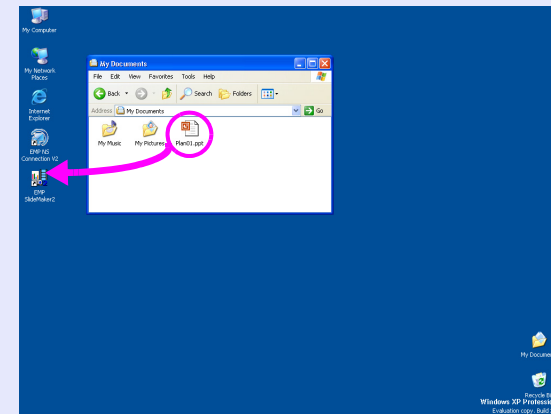 My Computer
My Network
Places
Internet
Explorer
EMP NS
Connection V2
EMP
SlideMaker2
My Documents
File Edit View Favorites Tools Help
Back Search Folders
Address My Documents Go
My Music My Pictures Plan01.ppt
My Docume
Recycle B
Windows XP Professio
Evaluation copy. Build